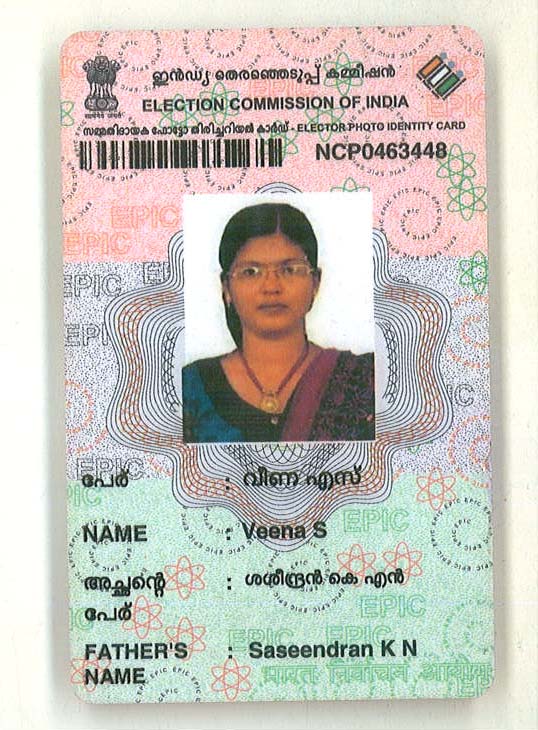 ഇൻഡ്യ തെരഞ്ഞെടുപ്പ് കമ്മീഷൻ
ELECTION COMMISSION OF INDIA
സമ്മതിദായക ഫോട്ടോ തിരിച്ചറിയൽ കാർഡ് - ELECTOR PHOTO IDENTITY CARD
NCP0463448
പേര് : വീണ എസ്
NAME : Veena S
അച്ഛന്റെ പേര് : ശശീന്ദ്രൻ കെ എൻ
FATHER'S NAME : Saseendran K N
भारत निर्वाचन आयोग
EPIC